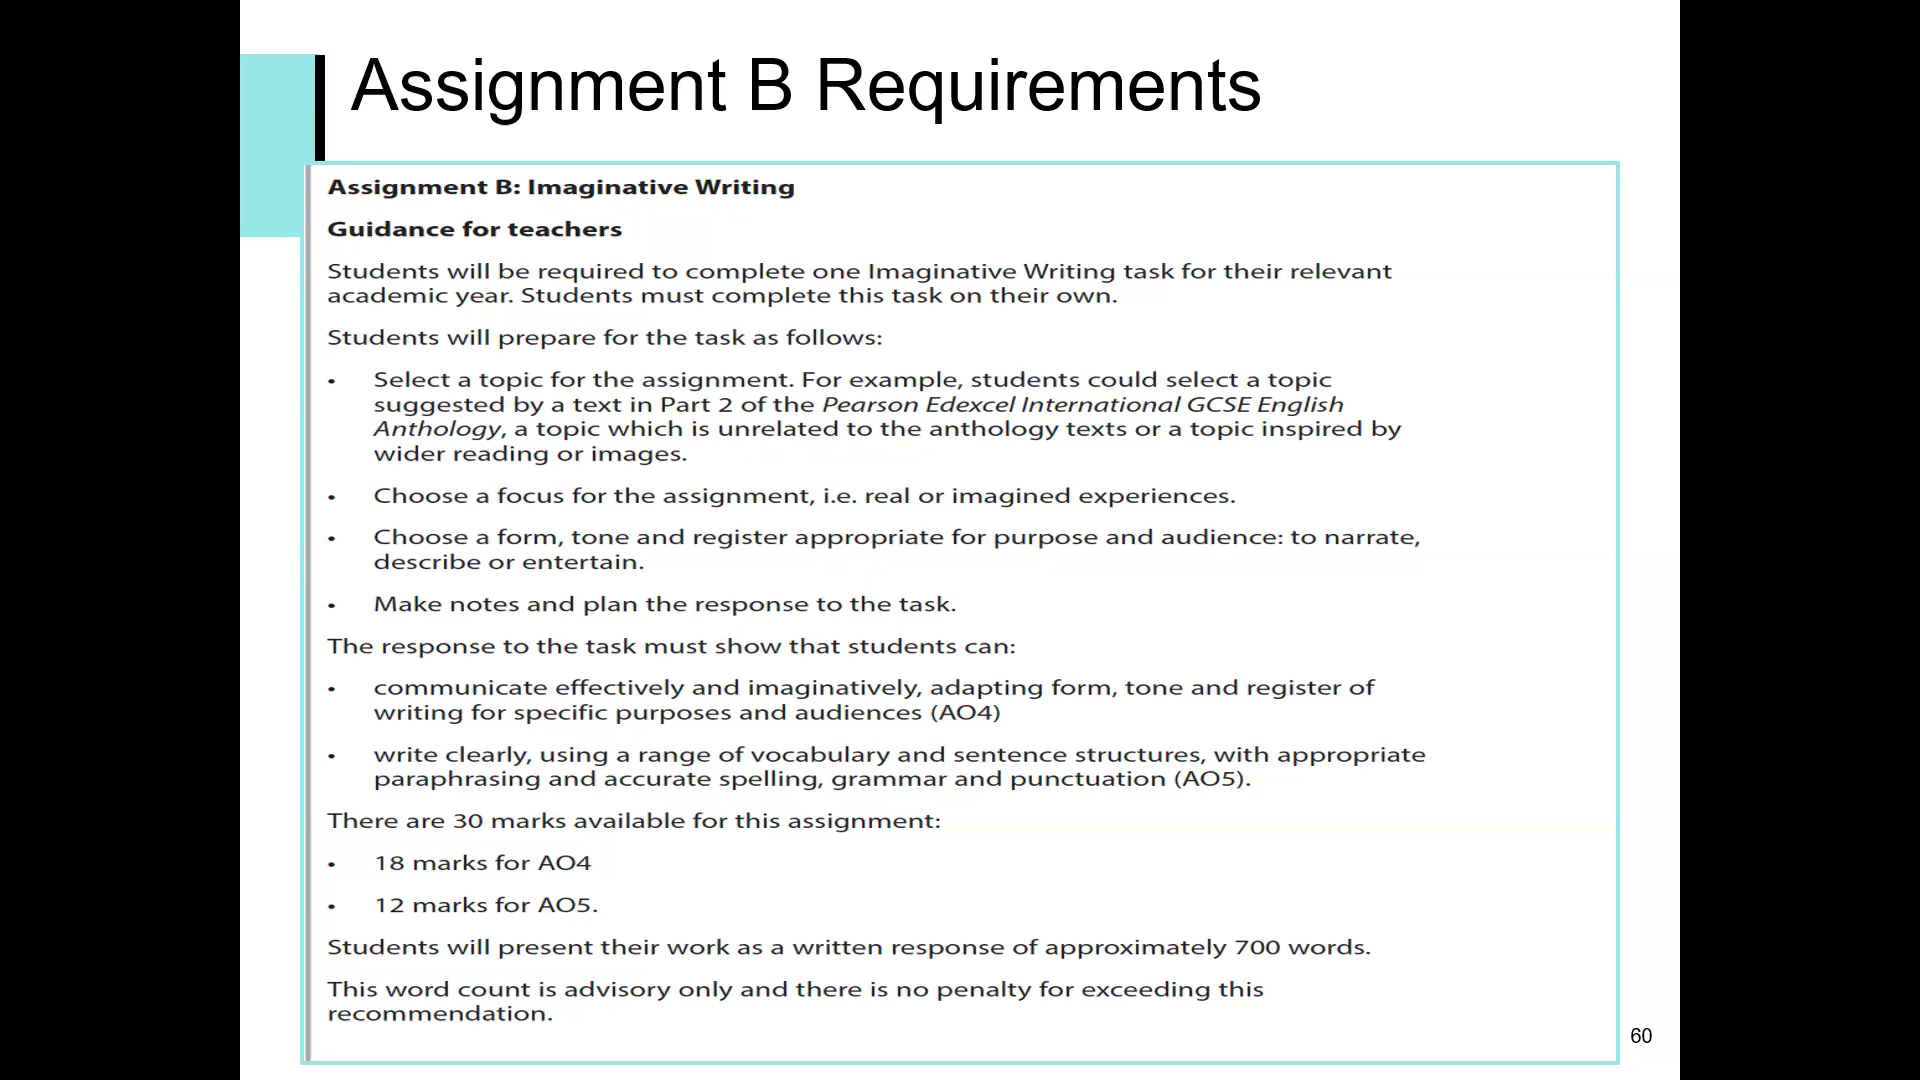 Assignment B Requirements
Assignment B: Imaginative Writing
Guidance for teachers
Students will be required to complete one Imaginative Writing task for their relevant
academic year. Students must complete this task on their own.
Students will prepare for the task as follows:
• Select a topic for the assignment. For example, students could select a topic
suggested by a text in Part 2 of the Pearson Edexcel International GCSE English
Anthology, a topic which is unrelated to the anthology texts or a topic inspired by
wider reading or images.
• Choose a focus for the assignment, i.e. real or imagined experiences.
• Choose a form, tone and register appropriate for purpose and audience: to narrate,
describe or entertain.
• Make notes and plan the response to the task.
The response to the task must show that students can:
• communicate effectively and imaginatively, adapting form, tone and register of
writing for specific purposes and audiences (AO4)
• write clearly, using a range of vocabulary and sentence structures, with appropriate
paraphrasing and accurate spelling, grammar and punctuation (AO5).
There are 30 marks available for this assignment:
• 18 marks for AO4
• 12 marks for AO5.
Students will present their work as a written response of approximately 700 words.
This word count is advisory only and there is no penalty for exceeding this
recommendation.
60